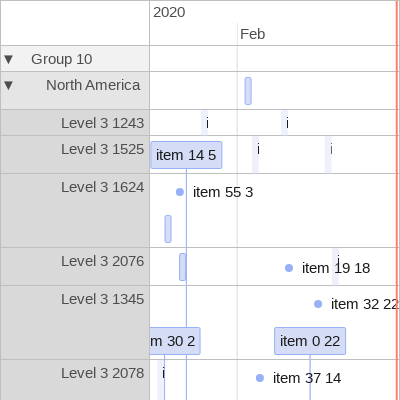 2020
Feb
▼ Group 10
▼ North America
Level 3 1243 i i
Level 3 1525 item 14 5 i i
Level 3 1624 item 55 3
Level 3 2076 item 19 18 i
Level 3 1345 item 32 22
m 30 2 item 0 22
Level 3 2078 i item 37 14